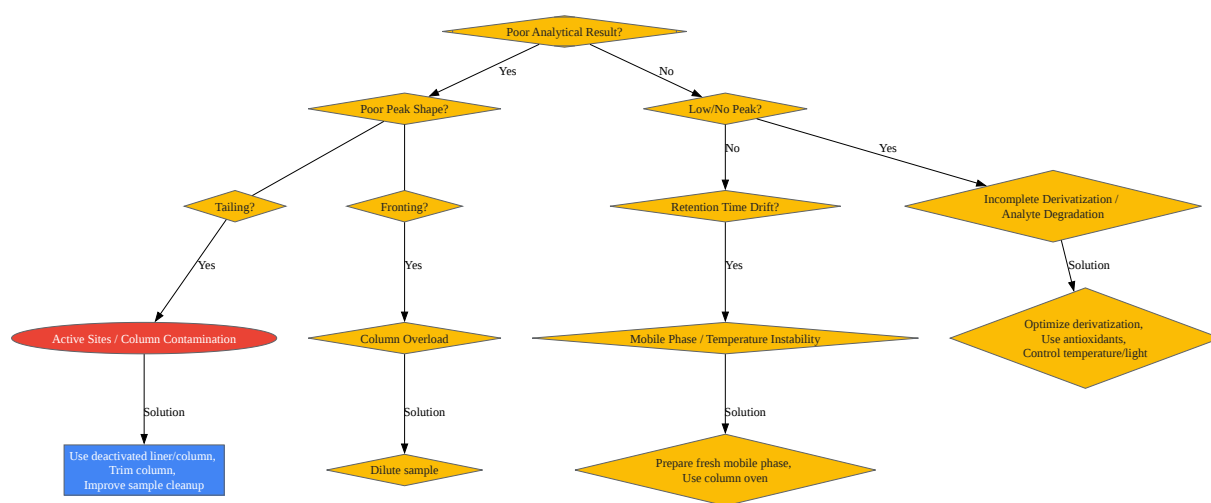 Poor Analytical Result?
Yes
No
Poor Peak Shape?
Low/No Peak?
No
Yes
Tailing?
Fronting?
Retention Time Drift?
Incomplete Derivatization /
Analyte Degradation
Yes
Yes
Yes
Solution
Active Sites / Column Contamination
Column Overload
Mobile Phase / Temperature Instability
Optimize derivatization,
Use antioxidants,
Control temperature/light
Solution
Solution
Solution
Use deactivated liner/column,
Trim column,
Improve sample cleanup
Dilute sample
Prepare fresh mobile phase,
Use column oven